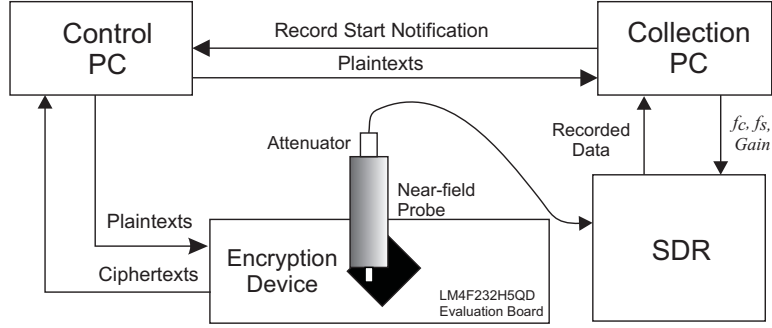 Control
PC
Record Start Notification
Plaintexts
Collection
PC
Attenuator
Recorded
Data
fc, fs,
Gain
Near-field
Probe
Plaintexts
Ciphertexts
Encryption
Device
LM4F232H5QD
Evaluation Board
SDR